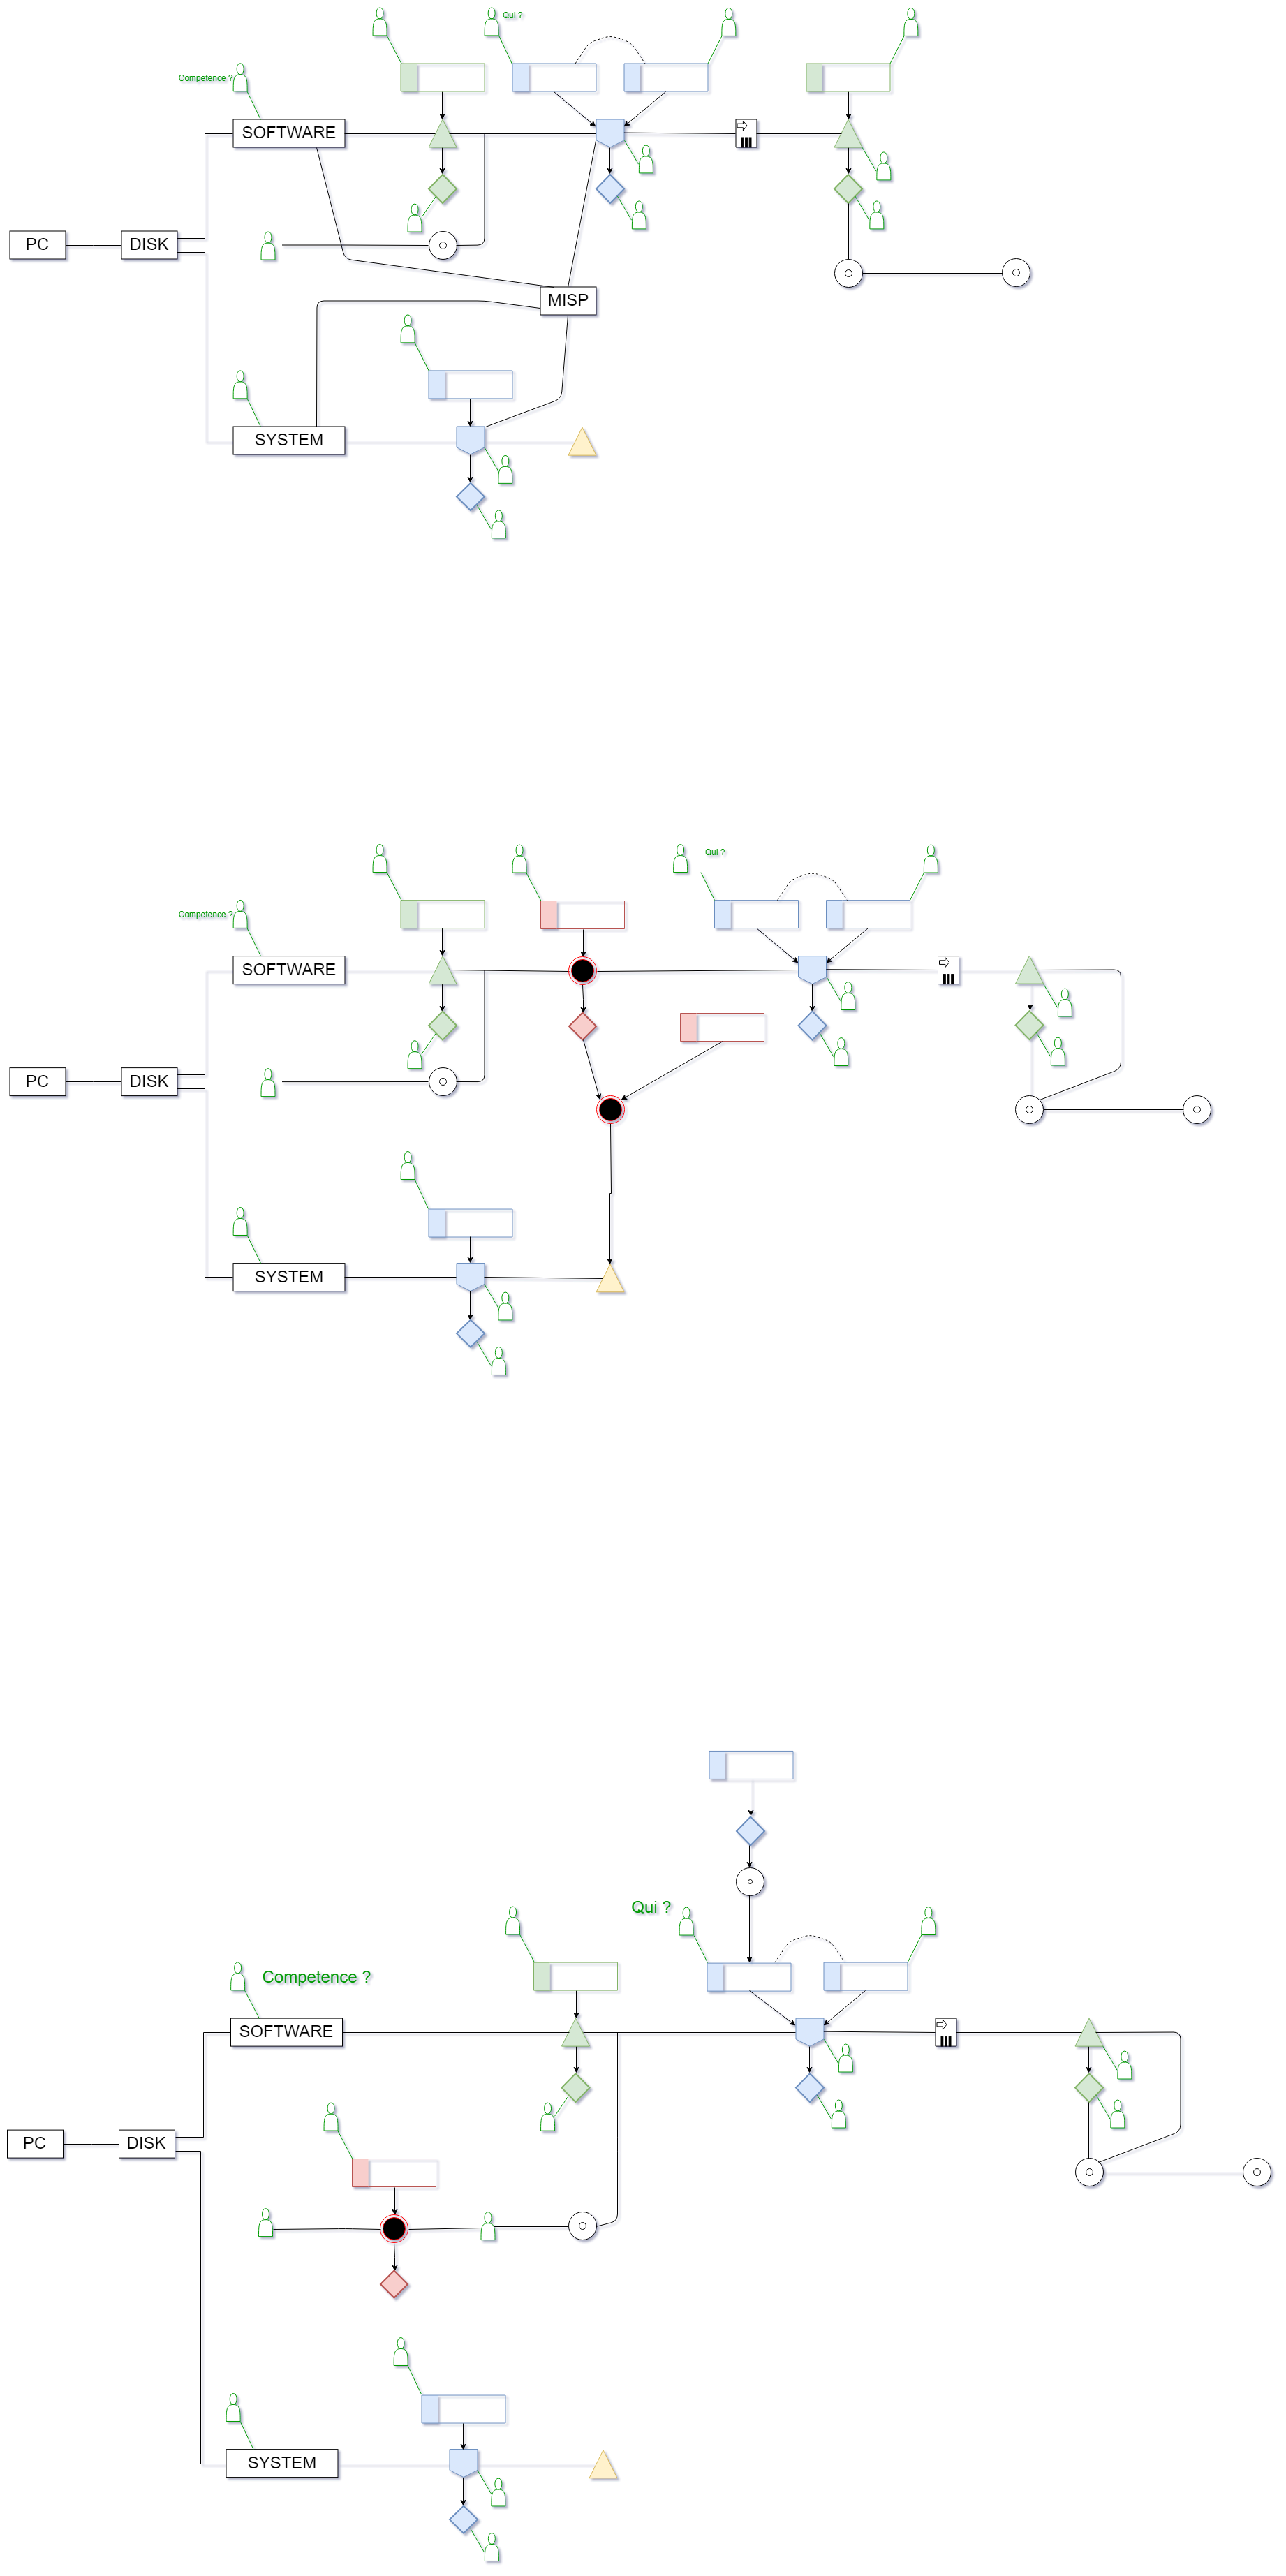 Qui ?
Competence ?
SOFTWARE
PC
DISK
MISP
SYSTEM
Qui ?
Competence ?
SOFTWARE
PC
DISK
SYSTEM
Qui ?
Competence ?
SOFTWARE
PC
DISK
SYSTEM